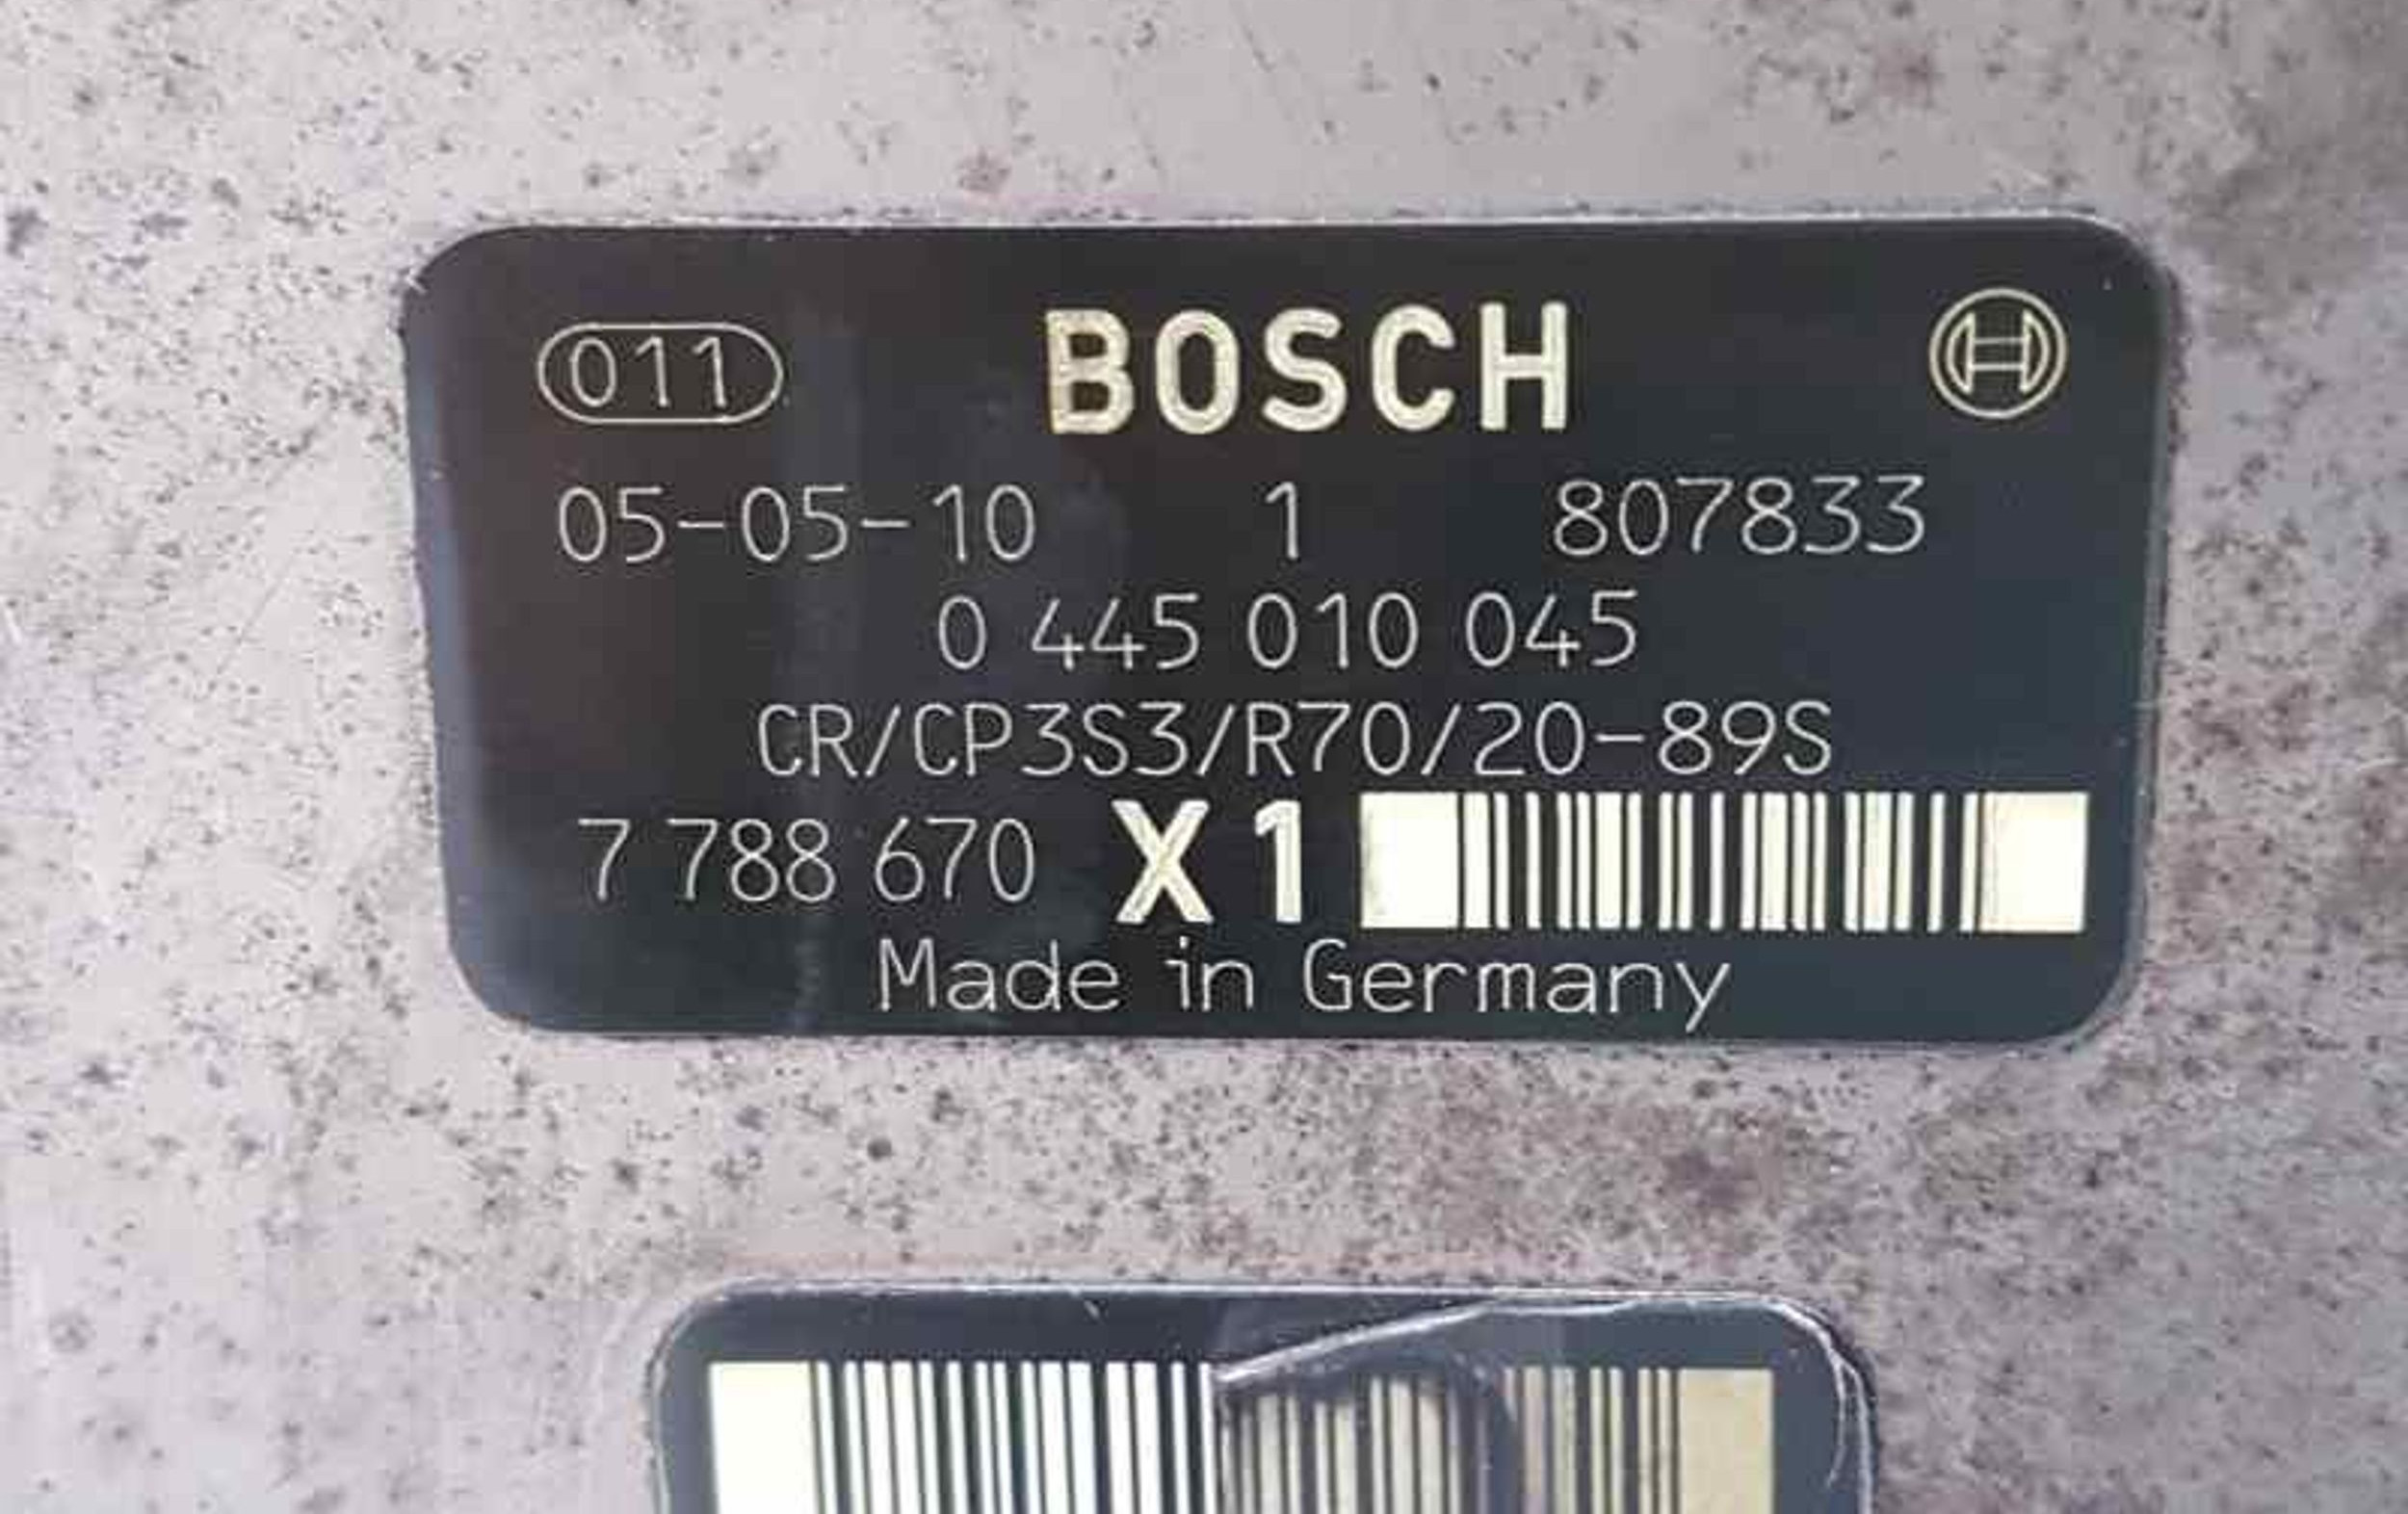 011 BOSCH
05-05-10 1 807833
0 445 010 045
CR/CP3S3/R70/20-89S
7 788 670 X 1
Made in Germany